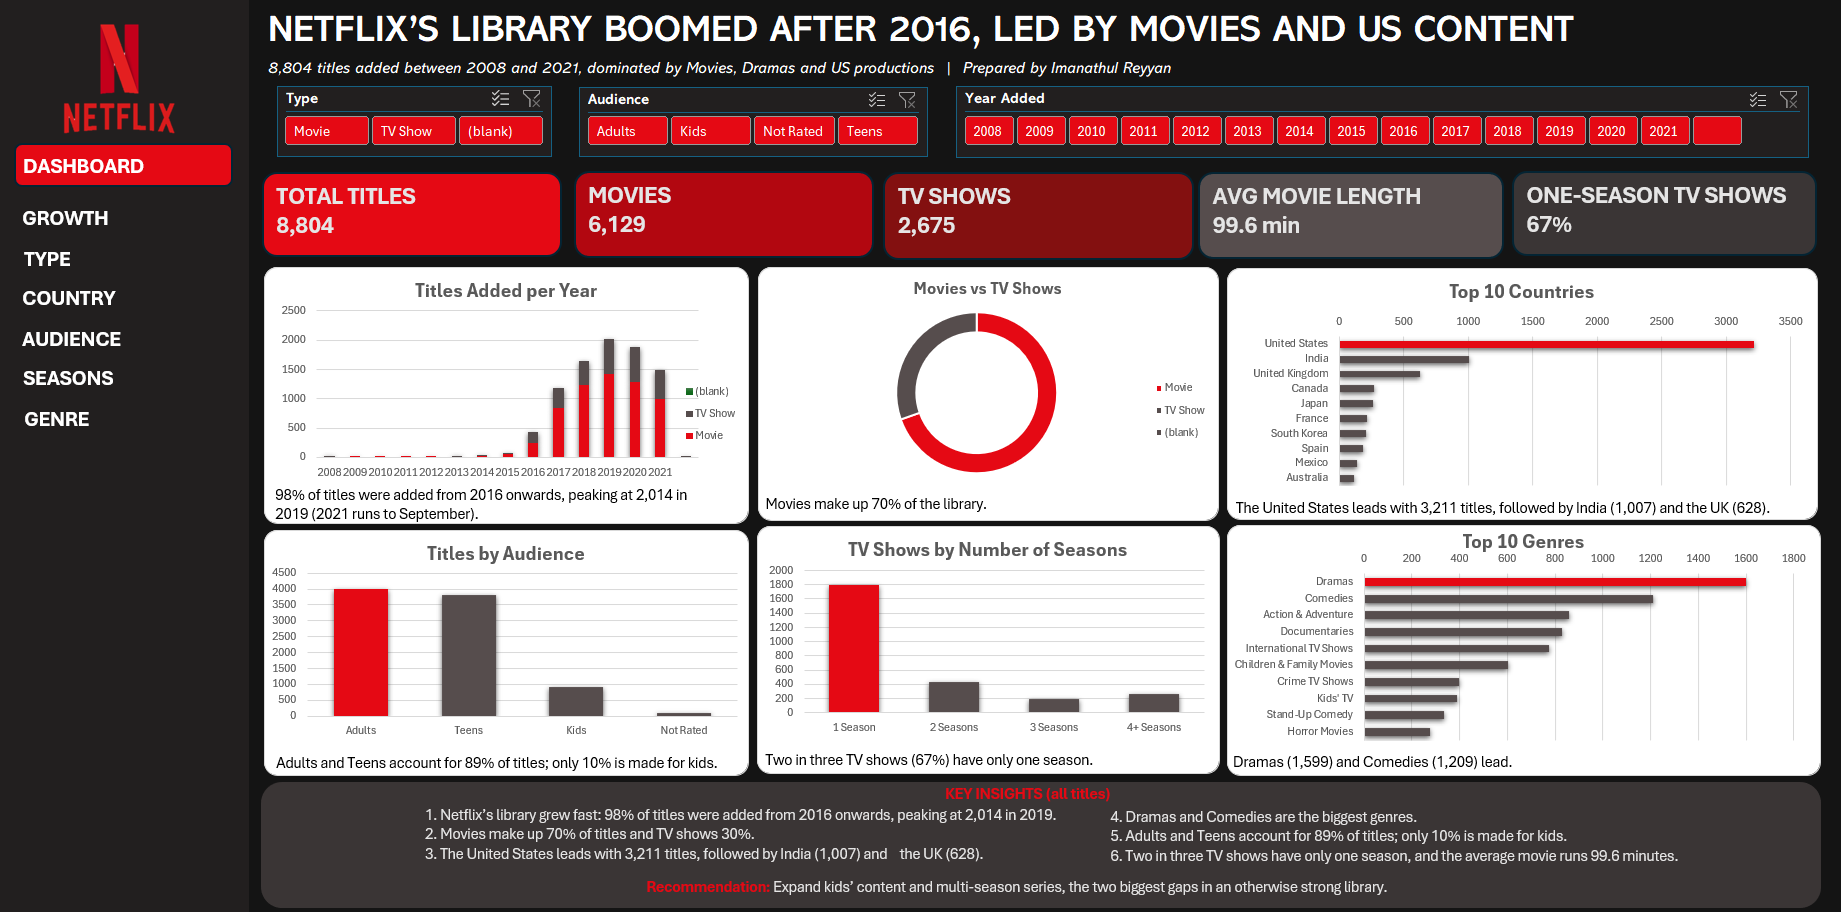 NETFLIX
DASHBOARD
GROWTH
TYPE
COUNTRY
AUDIENCE
SEASONS
GENRE
NETFLIX'S LIBRARY BOOMED AFTER 2016, LED BY MOVIES AND US CONTENT
8,804 titles added between 2008 and 2021, dominated by Movies, Dramas and US productions | Prepared by Imanathul Reyyan
Type
Movie TV Show (blank)
Audience
Adults Kids Not Rated Teens
Year Added
2008 2009 2010 2011 2012 2013 2014 2015 2016 2017 2018 2019 2020 2021
TOTAL TITLES
8,804
MOVIES
6,129
TV SHOWS
2,675
AVG MOVIE LENGTH
99.6 min
ONE-SEASON TV SHOWS
67%
Titles Added per Year
2500
2000
1500
1000
500
0
2008 2009 2010 2011 2012 2013 2014 2015 2016 2017 2018 2019 2020 2021
(blank)
TV Show
Movie
98% of titles were added from 2016 onwards, peaking at 2,014 in
2019 (2021 runs to September).
Movies vs TV Shows
Movie
TV Show
(blank)
Movies make up 70% of the library.
Top 10 Countries
0 500 1000 1500 2000 2500 3000 3500
United States
India
United Kingdom
Canada
Japan
France
South Korea
Spain
Mexico
Australia
The United States leads with 3,211 titles, followed by India (1,007) and the UK (628).
Titles by Audience
4500
4000
3500
3000
2500
2000
1500
1000
500
0
Adults Teens Kids Not Rated
Adults and Teens account for 89% of titles; only 10% is made for kids.
TV Shows by Number of Seasons
2000
1800
1600
1400
1200
1000
800
600
400
200
0
1 Season 2 Seasons 3 Seasons 4+ Seasons
Two in three TV shows (67%) have only one season.
Top 10 Genres
0 200 400 600 800 1000 1200 1400 1600 1800
Dramas
Comedies
Action & Adventure
Documentaries
International TV Shows
Children & Family Movies
Crime TV Shows
Kids' TV
Stand-Up Comedy
Horror Movies
Dramas (1,599) and Comedies (1,209) lead.
KEY INSIGHTS (all titles)
1. Netflix's library grew fast: 98% of titles were added from 2016 onwards, peaking at 2,014 in 2019.
2. Movies make up 70% of titles and TV shows 30%.
3. The United States leads with 3,211 titles, followed by India (1,007) and the UK (628).
4. Dramas and Comedies are the biggest genres.
5. Adults and Teens account for 89% of titles; only 10% is made for kids.
6. Two in three TV shows have only one season, and the average movie runs 99.6 minutes.
Recommendation: Expand kids' content and multi-season series, the two biggest gaps in an otherwise strong library.